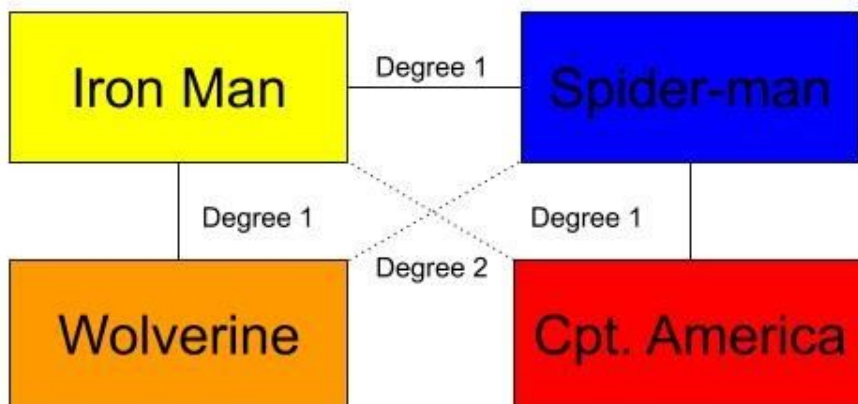 Iron Man
Degree 1
Spider-man
Degree 1
Degree 1
Degree 2
Wolverine
Cpt. America